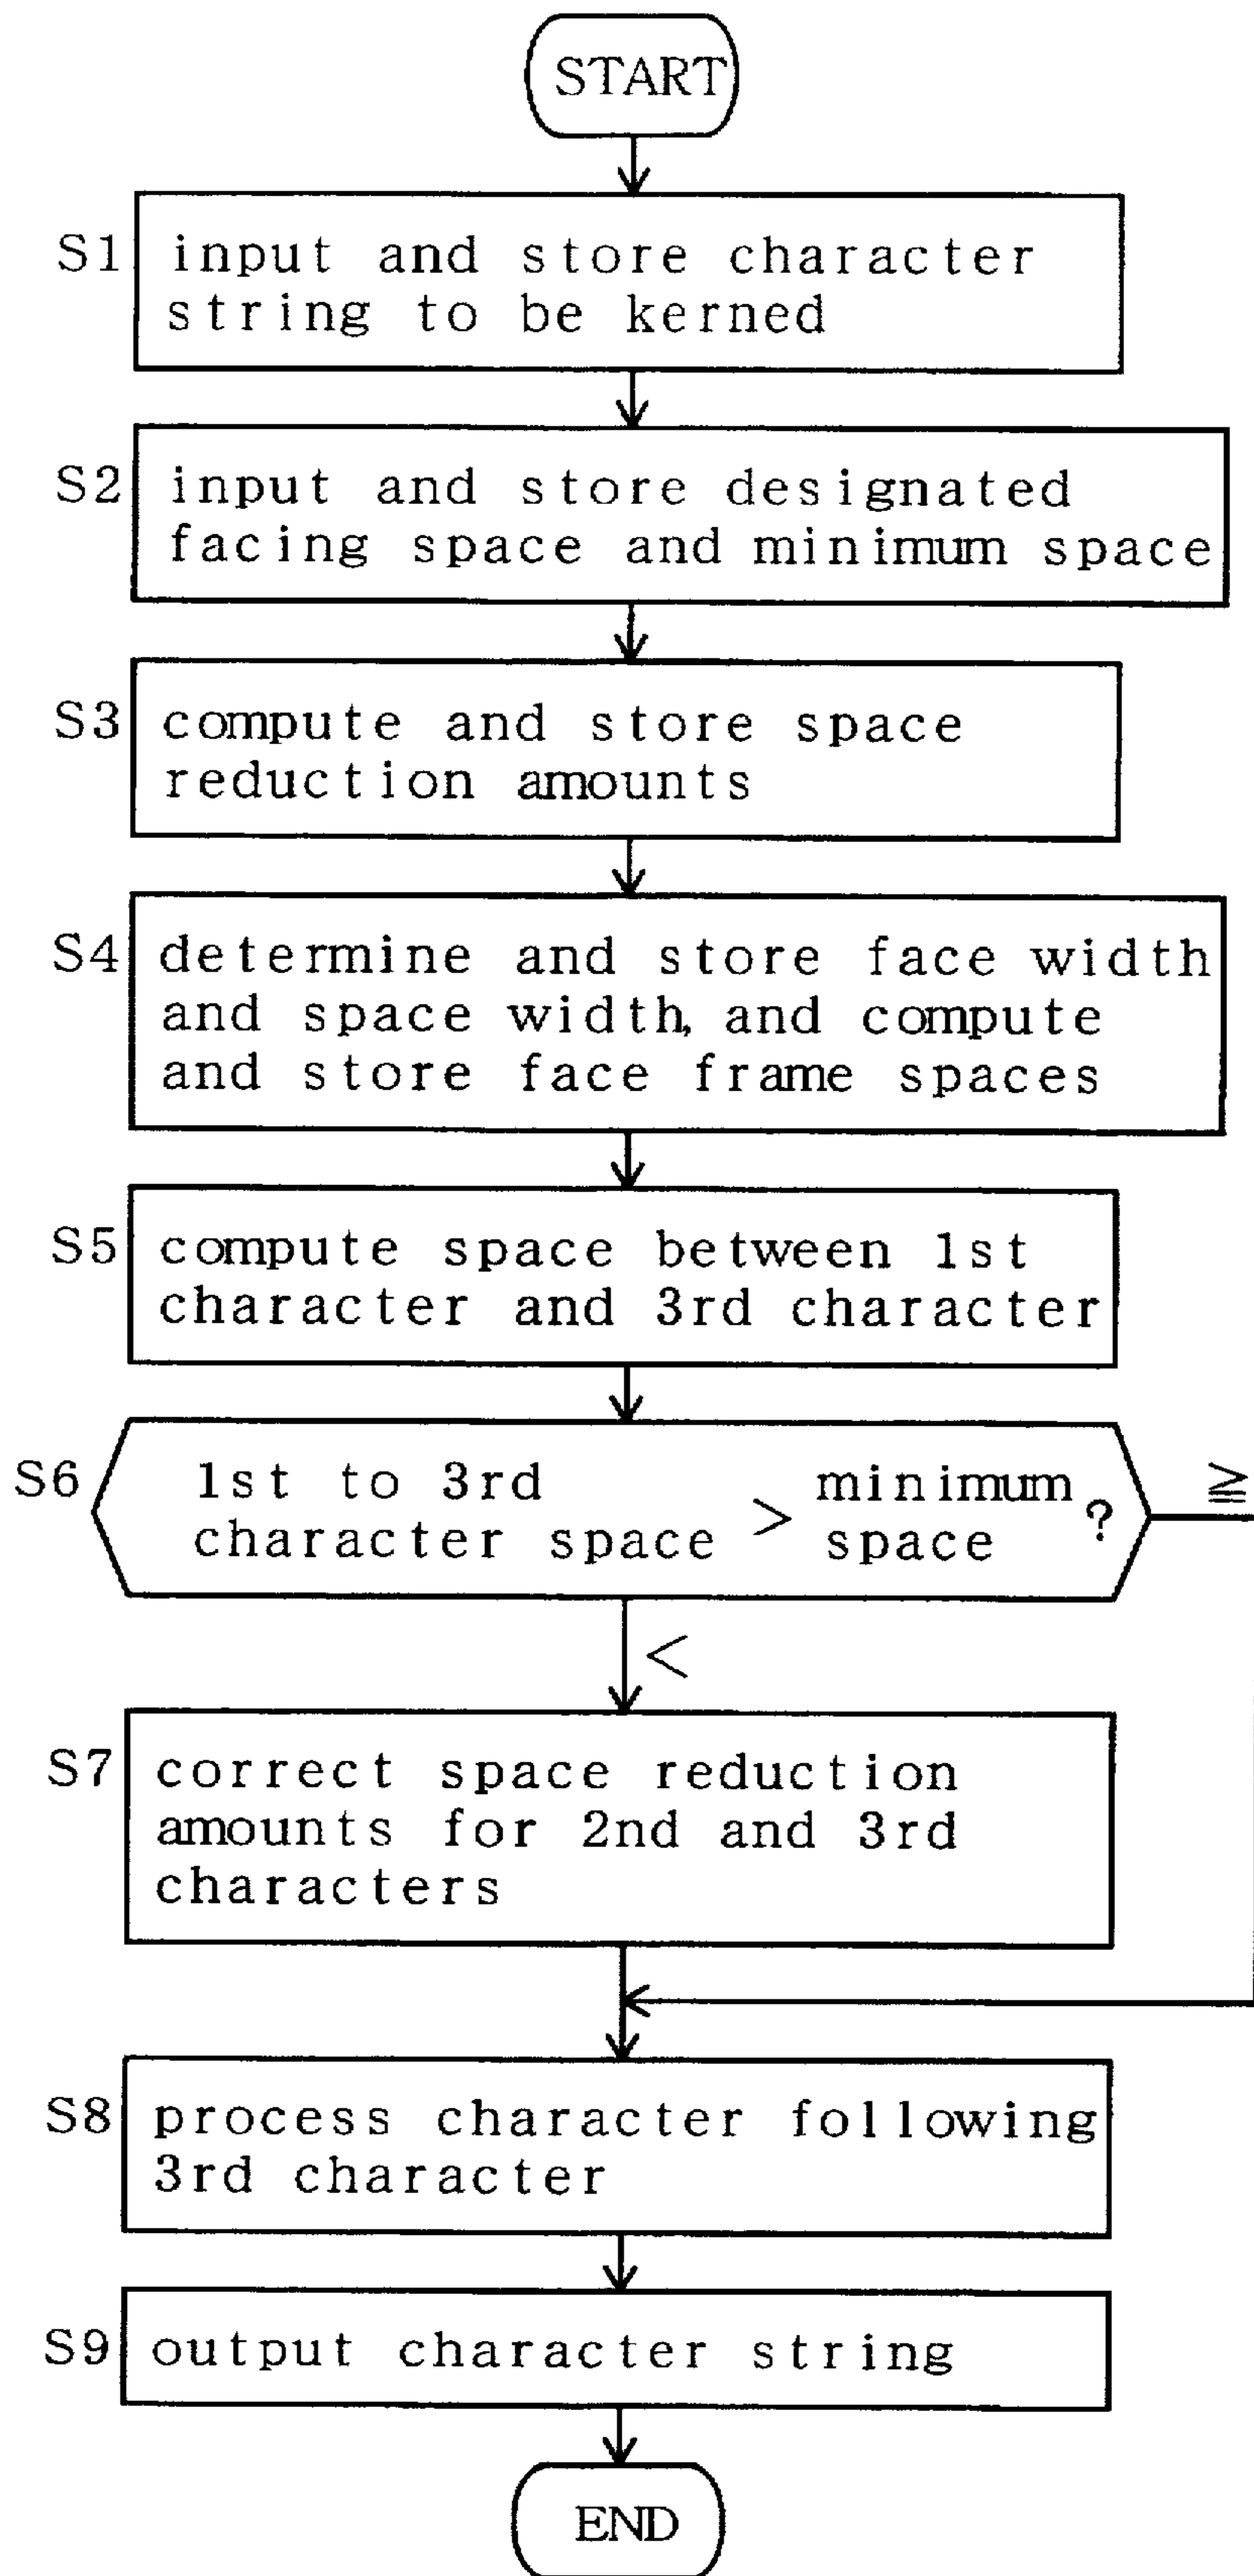 START
S1 input and store character
string to be kerned
S2 input and store designated
facing space and minimum space
S3 compute and store space
reduction amounts
S4 determine and store face width
and space width, and compute
and store face frame spaces
S5 compute space between 1st
character and 3rd character
S6 1st to 3rd
character space > minimum
space ?
≧
<
S7 correct space reduction
amounts for 2nd and 3rd
characters
S8 process character following
3rd character
S9 output character string
END